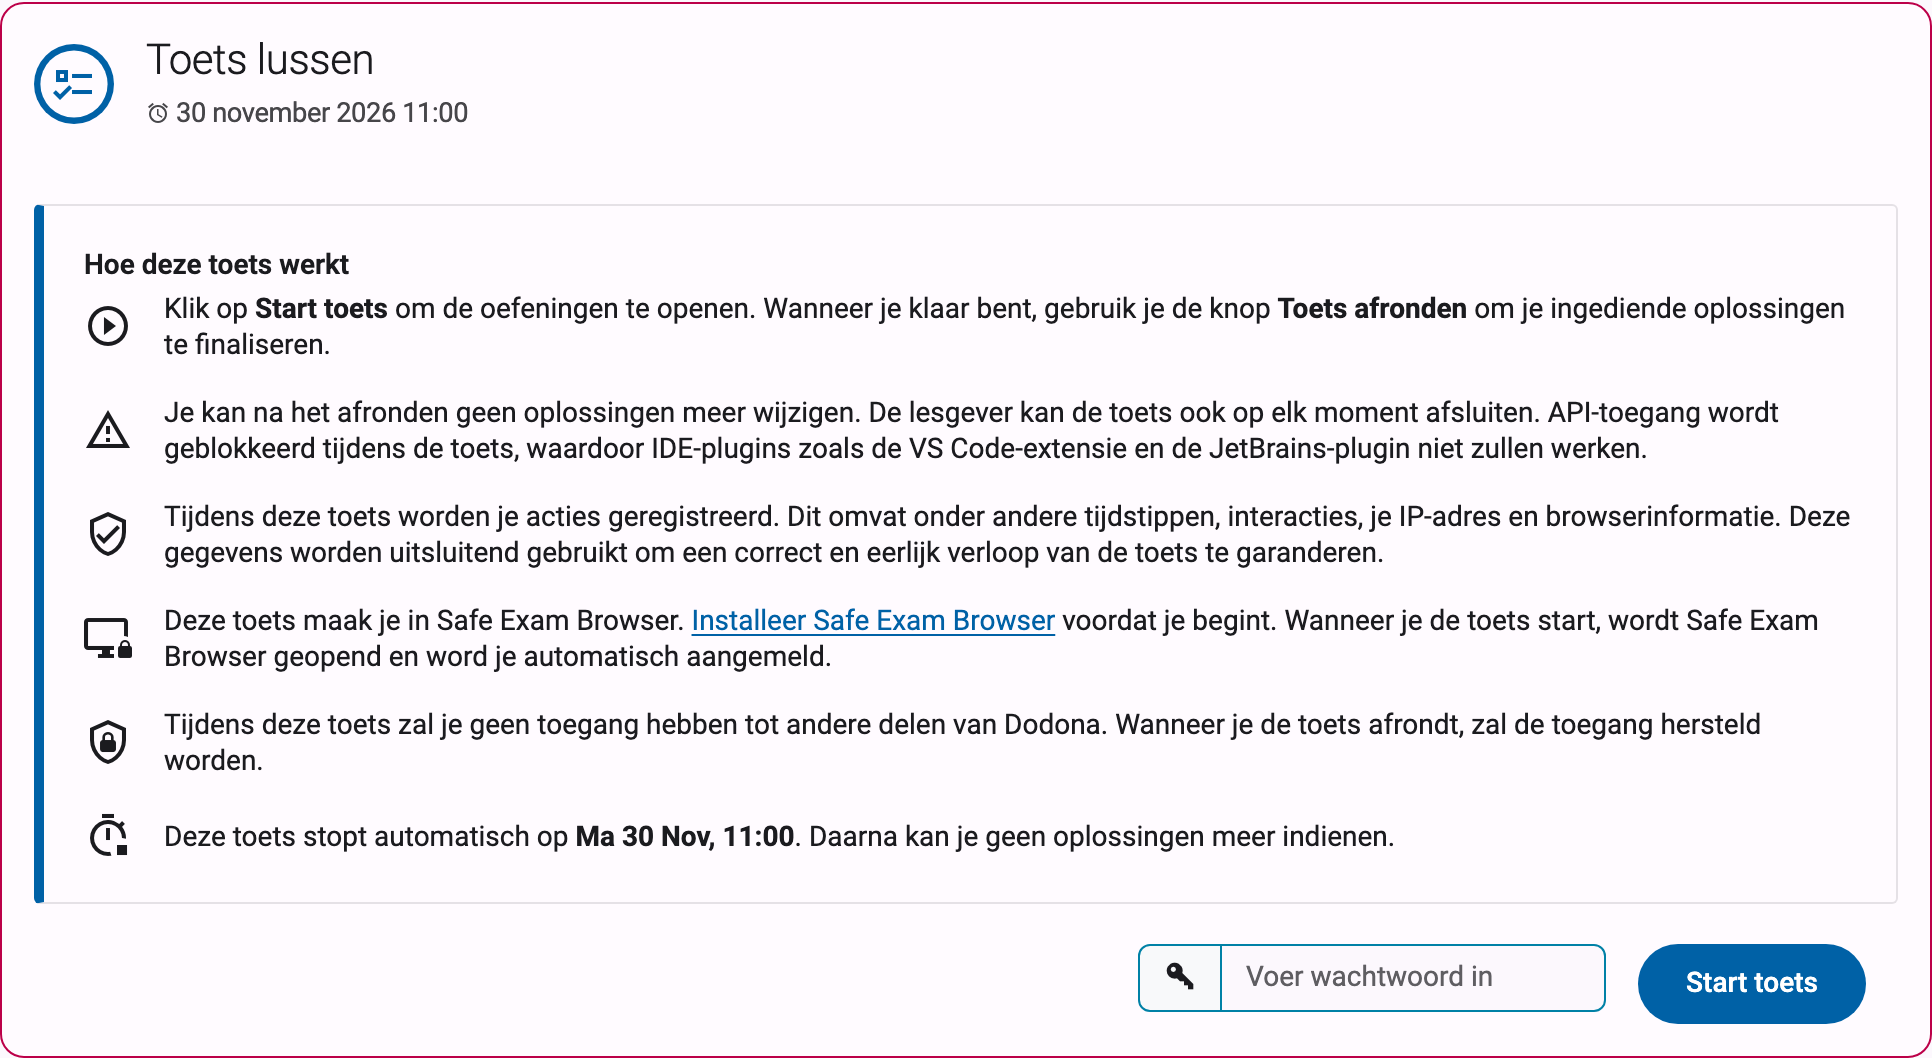 Toets lussen
30 november 2026 11:00
Hoe deze toets werkt
Klik op Start toets om de oefeningen te openen. Wanneer je klaar bent, gebruik je de knop Toets afronden om je ingediende oplossingen
te finaliseren.
Je kan na het afronden geen oplossingen meer wijzigen. De lesgever kan de toets ook op elk moment afsluiten. API-toegang wordt
geblokkeerd tijdens de toets, waardoor IDE-plugins zoals de VS Code-extensie en de JetBrains-plugin niet zullen werken.
Tijdens deze toets worden je acties geregistreerd. Dit omvat onder andere tijdstippen, interacties, je IP-adres en browserinformatie. Deze
gegevens worden uitsluitend gebruikt om een correct en eerlijk verloop van de toets te garanderen.
Deze toets maak je in Safe Exam Browser. Installeer Safe Exam Browser voordat je begint. Wanneer je de toets start, wordt Safe Exam
Browser geopend en word je automatisch aangemeld.
Tijdens deze toets zal je geen toegang hebben tot andere delen van Dodona. Wanneer je de toets afrondt, zal de toegang hersteld
worden.
Deze toets stopt automatisch op Ma 30 Nov, 11:00. Daarna kan je geen oplossingen meer indienen.
Voer wachtwoord in
Start toets